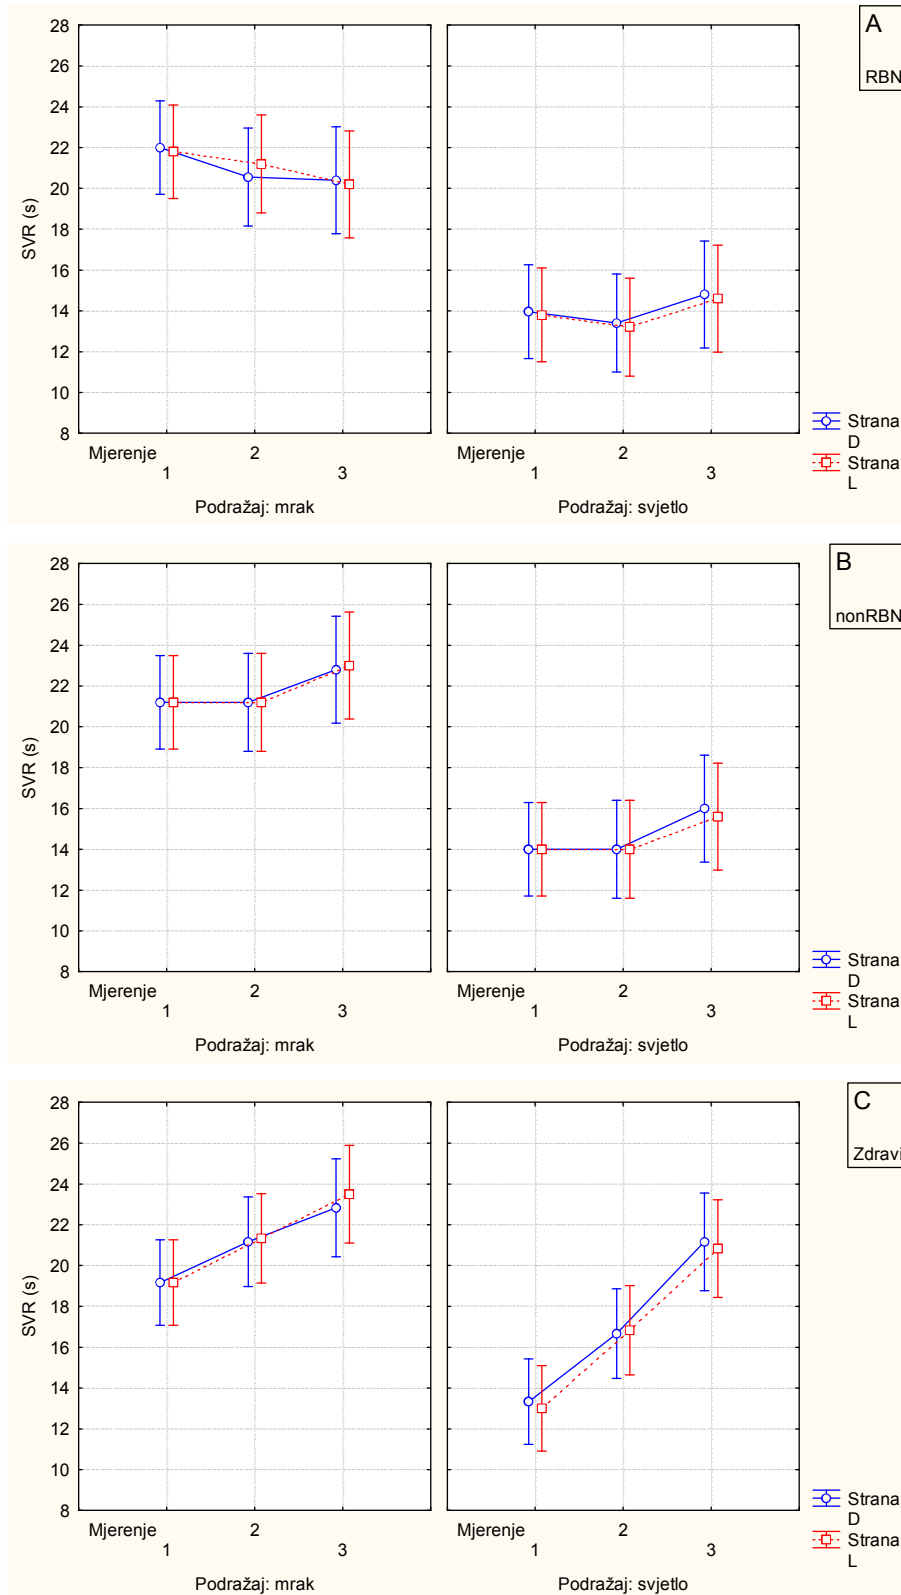 A
RBN
28
26
24
22
20
18
16
14
12
10
8
SVR (s)
Mjerenje
1
2
3
Podražaj: mrak
Mjerenje
1
2
3
Podražaj: svjetlo
Strana
D
Strana
L
B
nonRBN
28
26
24
22
20
18
16
14
12
10
8
SVR (s)
Mjerenje
1
2
3
Podražaj: mrak
Mjerenje
1
2
3
Podražaj: svjetlo
Strana
D
Strana
L
C
Zdravi
28
26
24
22
20
18
16
14
12
10
8
SVR (s)
Mjerenje
1
2
3
Podražaj: mrak
Mjerenje
1
2
3
Podražaj: svjetlo
Strana
D
Strana
L